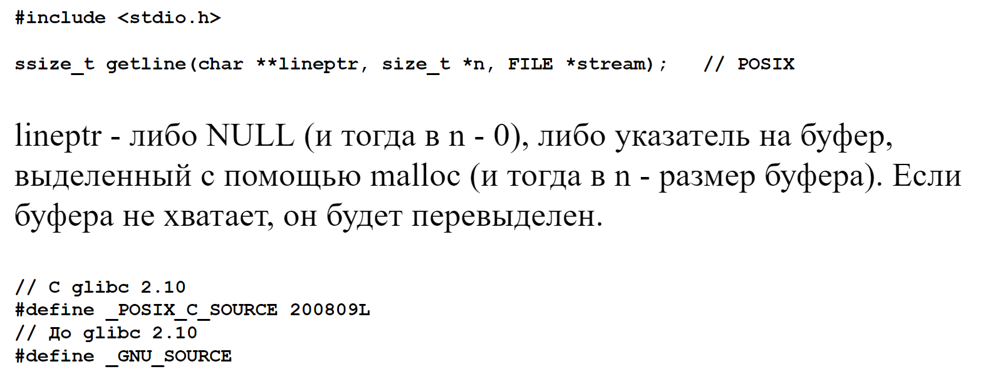 #include <stdio.h>
ssize_t getline(char **lineptr, size_t *n, FILE *stream);   // POSIX
lineptr - либо NULL (и тогда в n - 0), либо указатель на буфер,
выделенный с помощью malloc (и тогда в n - размер буфера). Если
буфера не хватает, он будет перевыделен.
// С glibc 2.10
#define _POSIX_C_SOURCE 200809L
// До glibc 2.10
#define _GNU_SOURCE